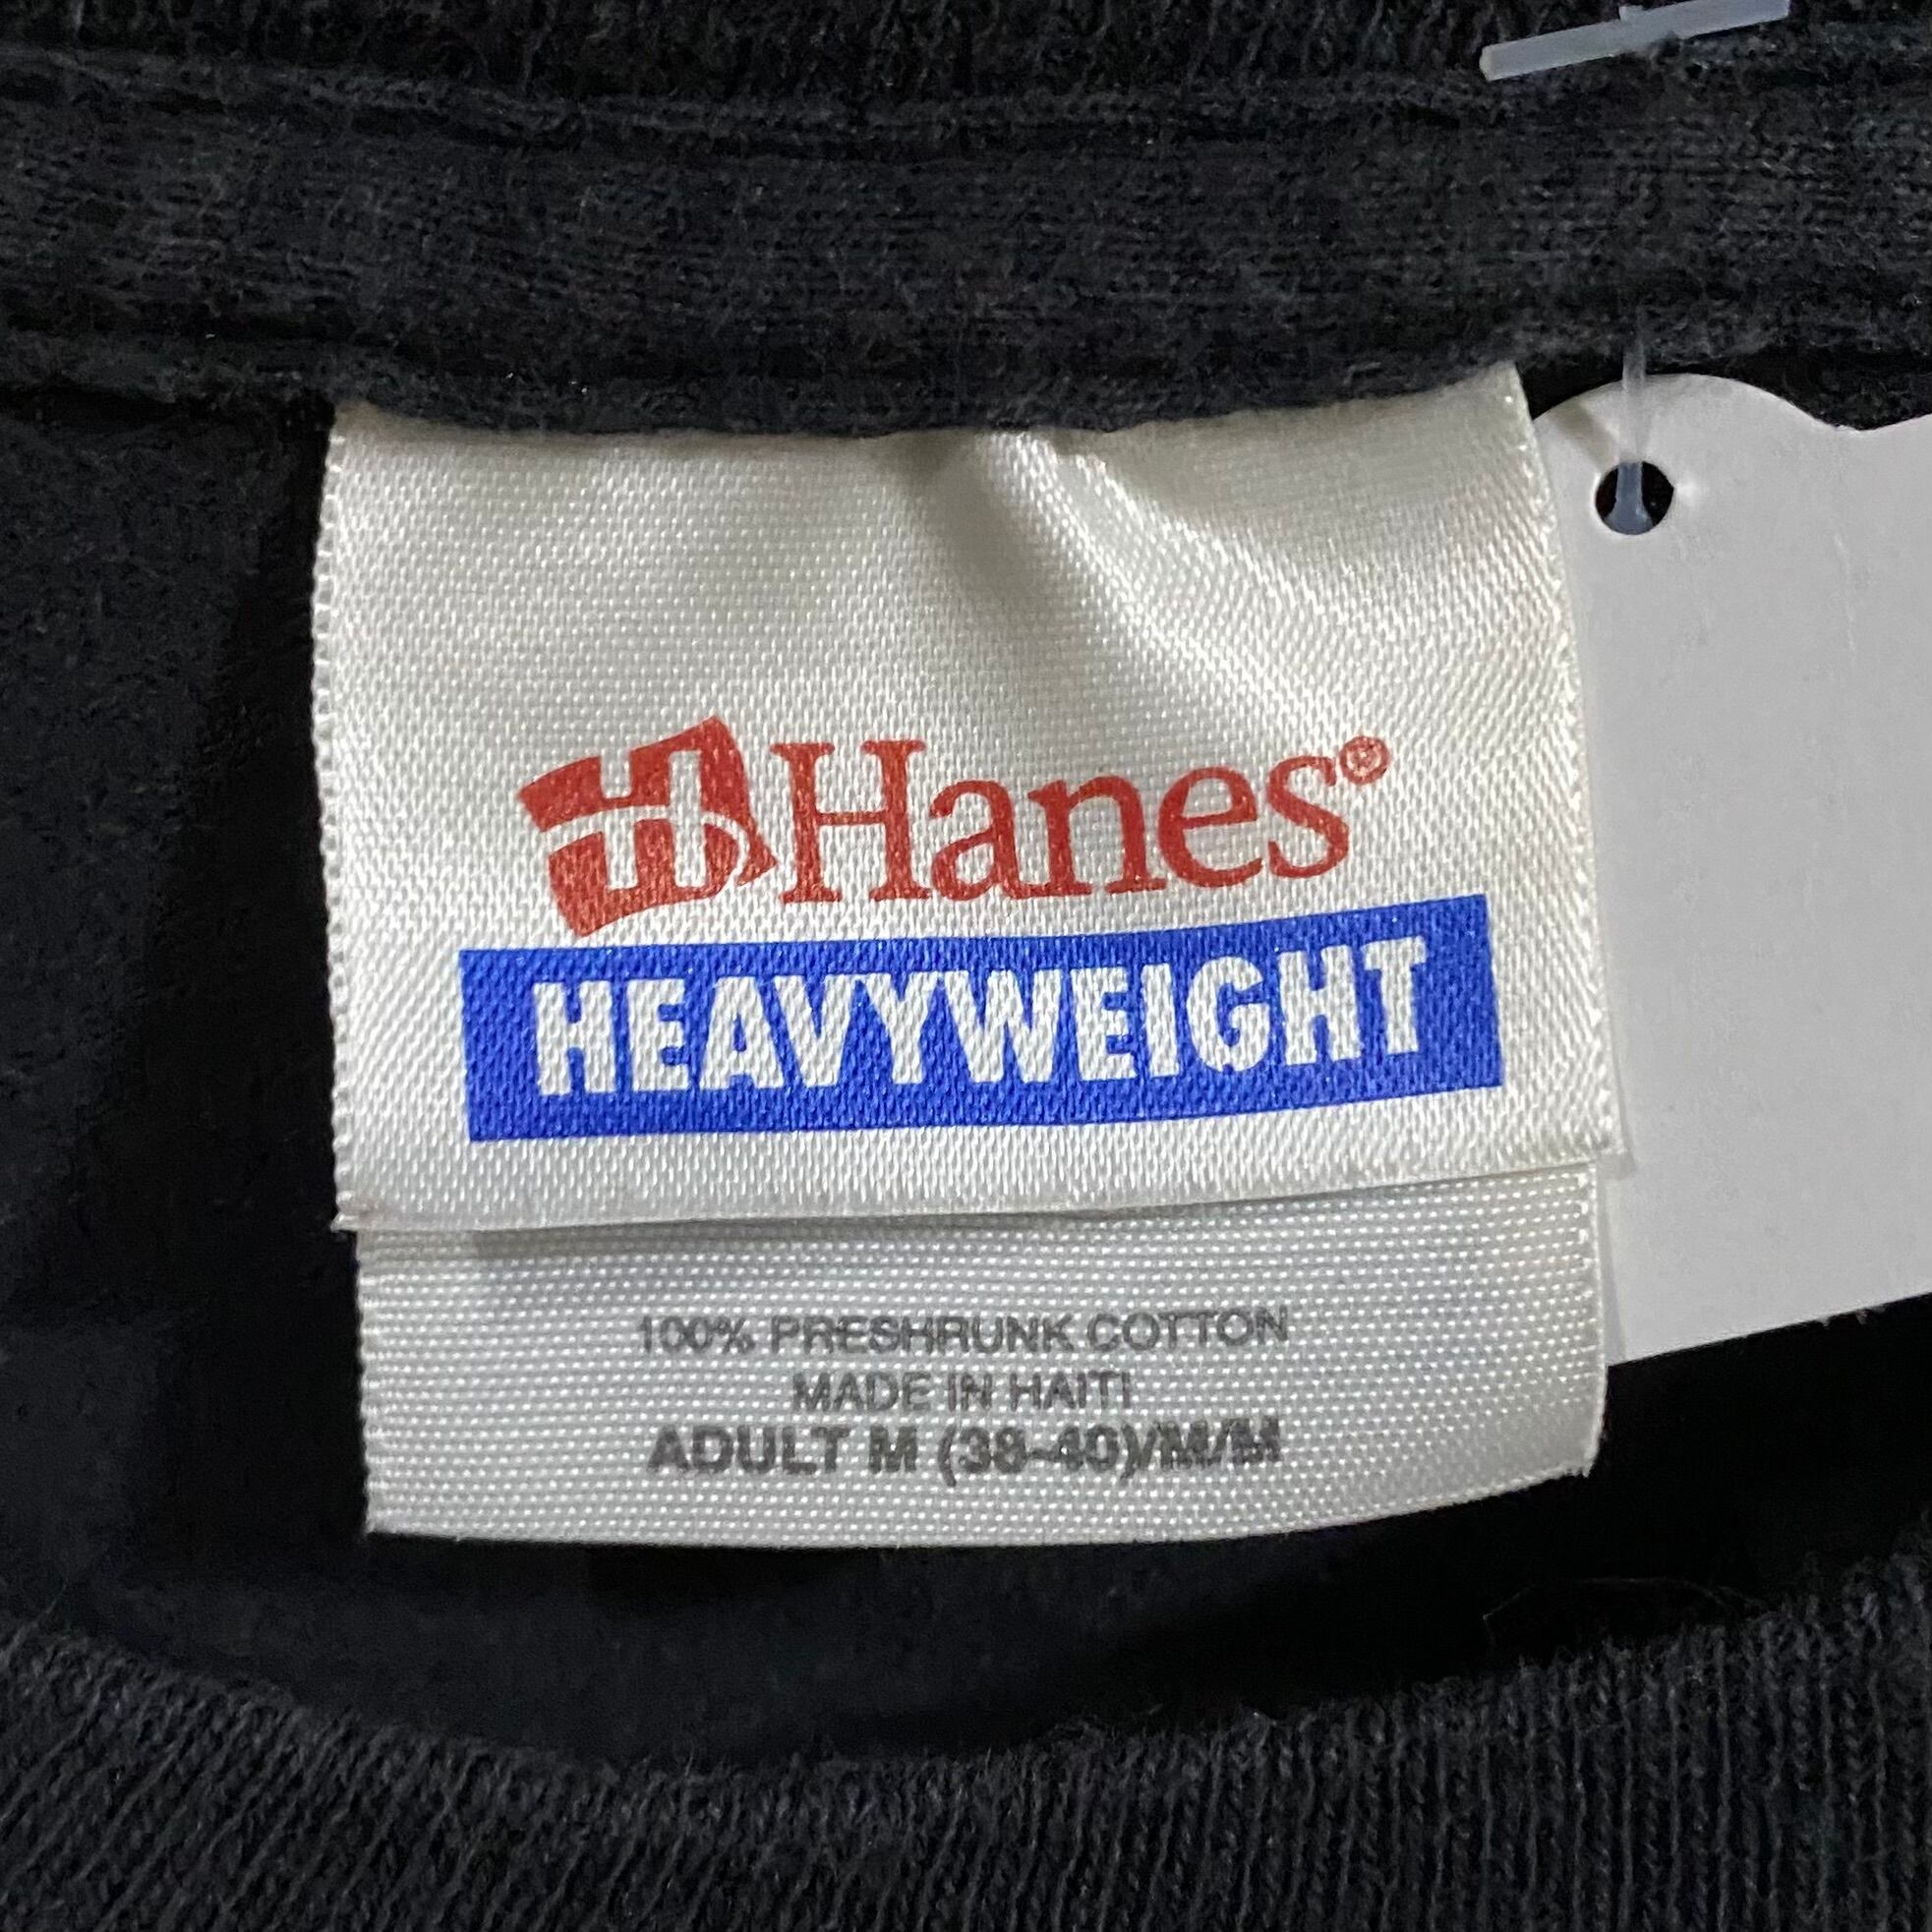 Hanes®
HEAVYWEIGHT
100% PRESHRUNK COTTON
MADE IN HAITI
ADULT M (38-40)/M/M